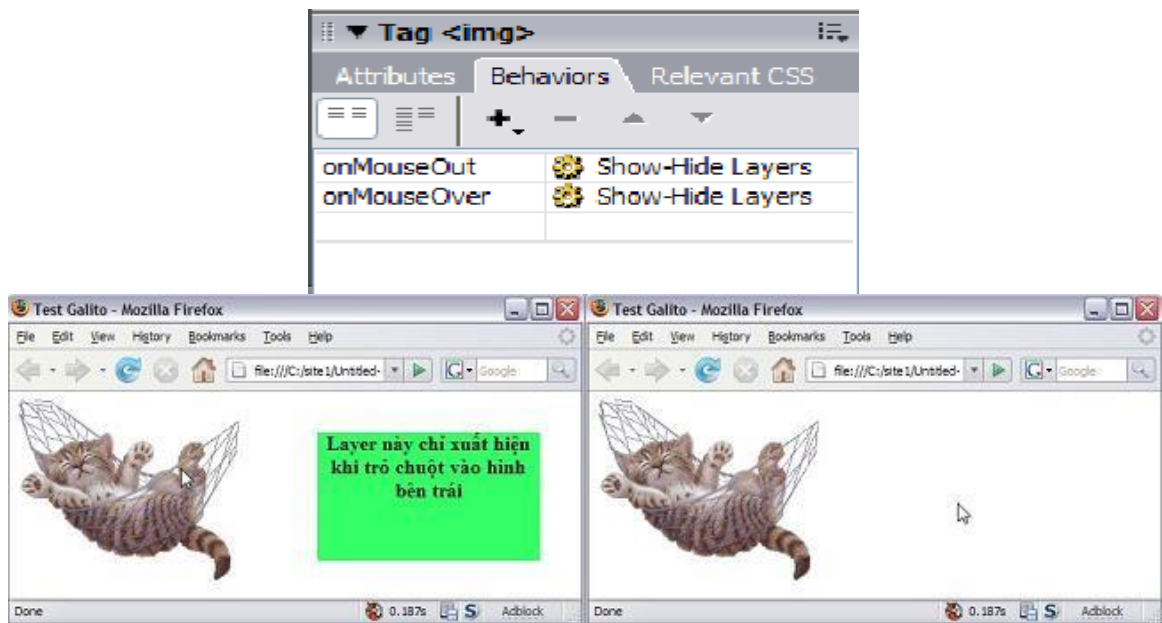 Tag <img>
Attributes Behaviors Relevant CSS
onMouseOut Show-Hide Layers
onMouseOver Show-Hide Layers
Test Galito - Mozilla Firefox
File Edit View History Bookmarks Tools Help
file:///C:/site1/Untitled- Google
Layer này chỉ xuất hiện
khi trỏ chuột vào hình
bên trái
Done 0.187s S Adblock
Test Galito - Mozilla Firefox
File Edit View History Bookmarks Tools Help
file:///C:/site1/Untitled- Google
Done 0.187s S Adblock